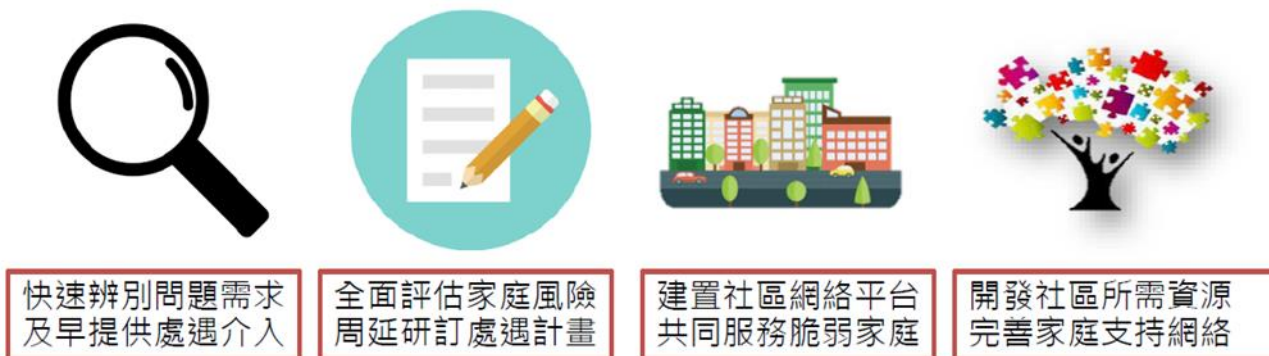 快速辨別問題需求
及早提供處遇介入
全面評估家庭風險
周延研訂處遇計畫
建置社區網絡平台
共同服務脆弱家庭
開發社區所需資源
完善家庭支持網絡